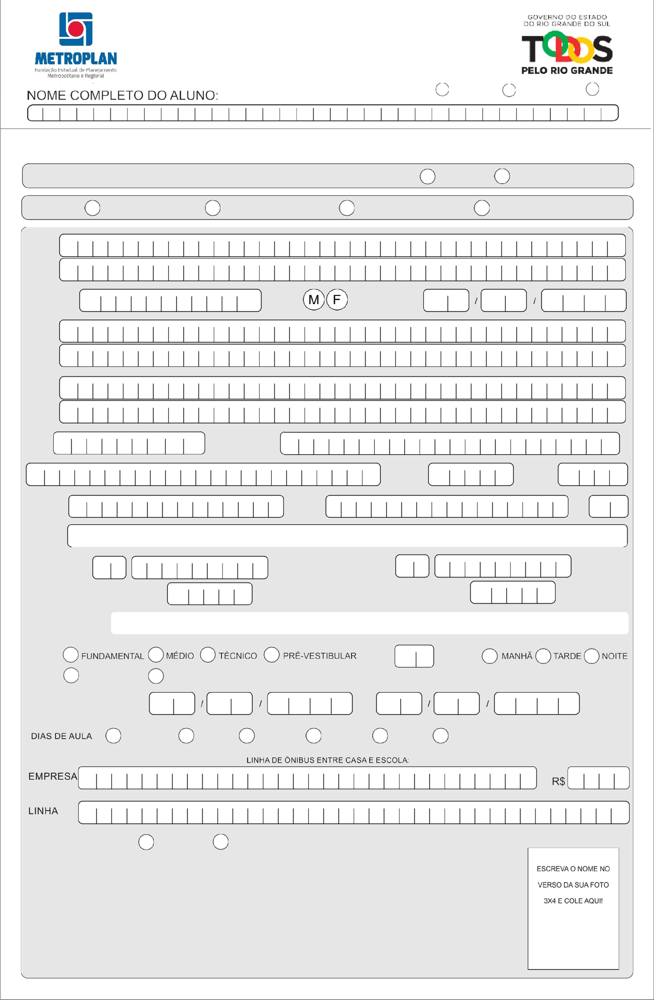 METROPLAN
Fundação Estadual de Planejamento
Metropolitano e Regional
GOVERNO DO ESTADO
DO RIO GRANDE DO SUL
TODOS
PELO RIO GRANDE
NOME COMPLETO DO ALUNO:
M F / /
FUNDAMENTAL MÉDIO TÉCNICO PRÉ-VESTIBULAR MANHÃ TARDE NOITE
/ / / /
DIAS DE AULA
LINHA DE ÔNIBUS ENTRE CASA E ESCOLA:
EMPRESA R$
LINHA
ESCREVA O NOME NO
VERSO DA SUA FOTO
3X4 E COLE AQUI!